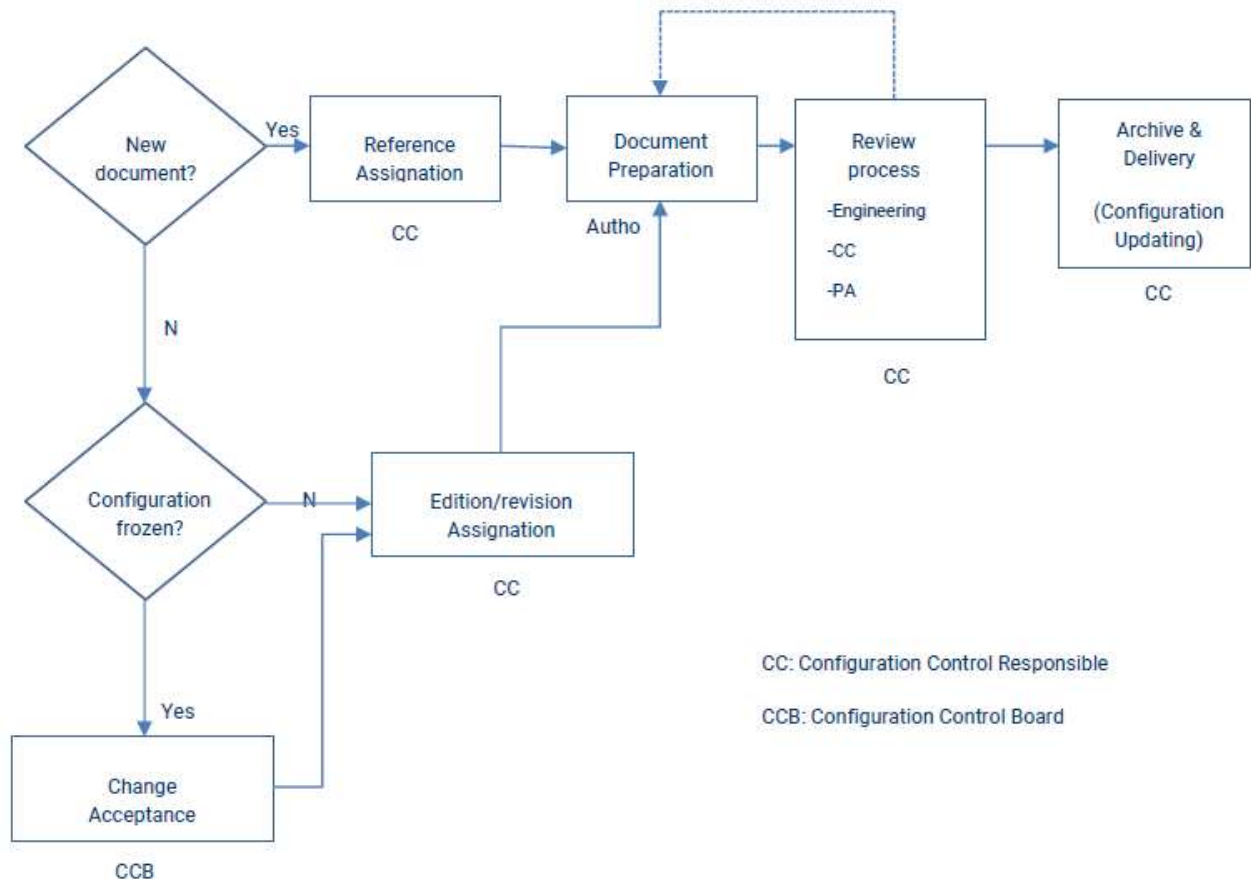 New
document?
Yes
Reference
Assignation
CC
Document
Preparation
Autho
Review
process
-Engineering
-CC
-PA
CC
Archive &
Delivery
(Configuration
Updating)
CC
N
Configuration
frozen?
N
Edition/revision
Assignation
CC
Yes
Change
Acceptance
CCB
CC: Configuration Control Responsible
CCB: Configuration Control Board